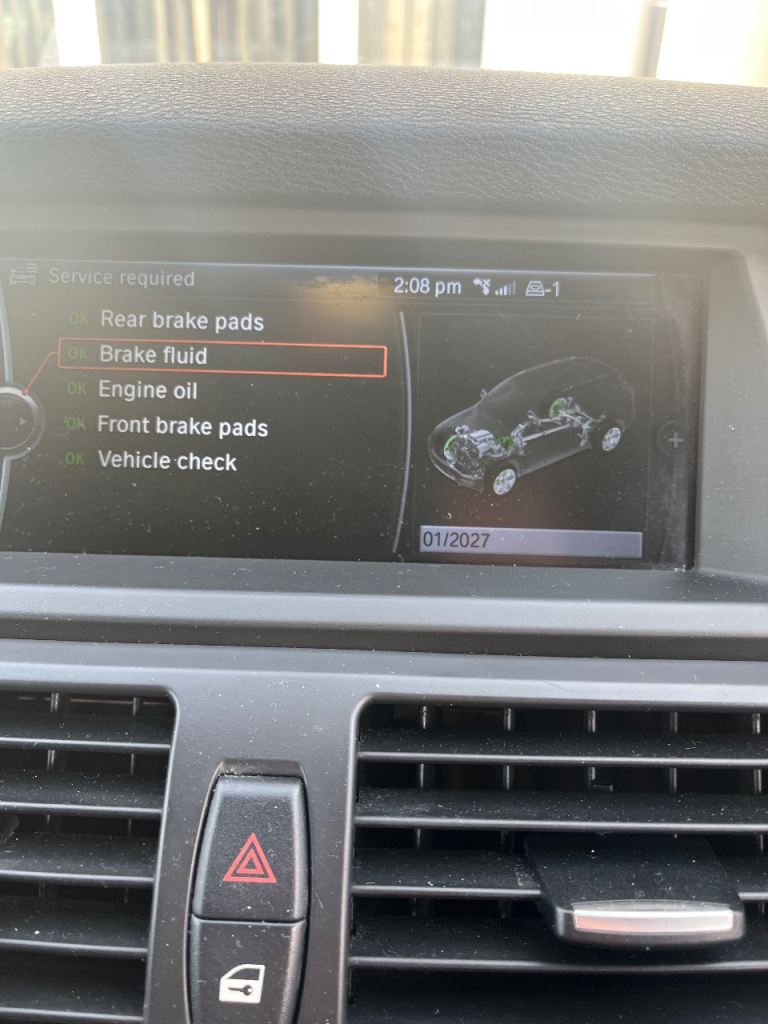 Service required
2:08 pm
-1
OK Rear brake pads
OK Brake fluid
OK Engine oil
OK Front brake pads
OK Vehicle check
01/2027